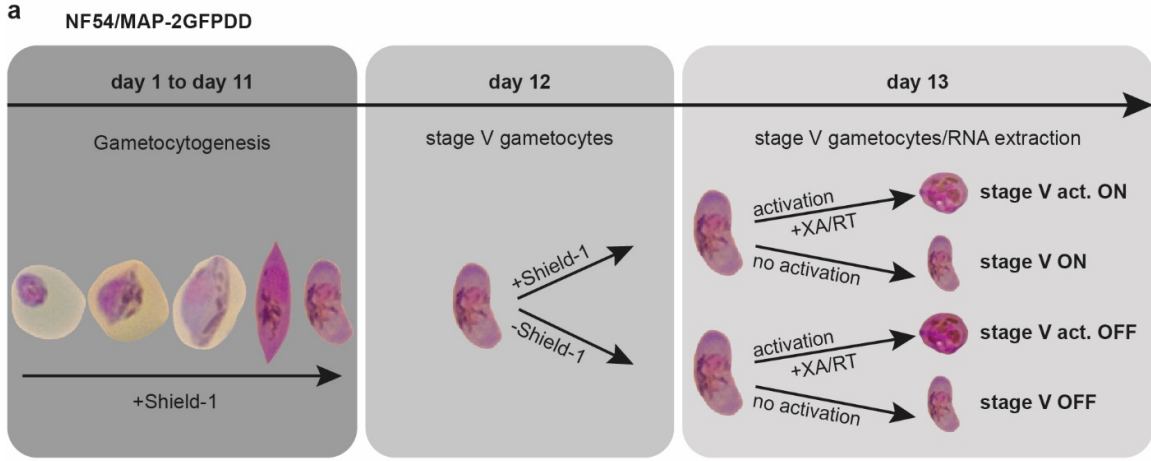 a
NF54/MAP-2GFPDD
day 1 to day 11
day 12
day 13
Gametocytogenesis
stage V gametocytes
stage V gametocytes/RNA extraction
+Shield-1
+Shield-1
-Shield-1
activation
+XA/RT
no activation
stage V act. ON
stage V ON
activation
+XA/RT
no activation
stage V act. OFF
stage V OFF